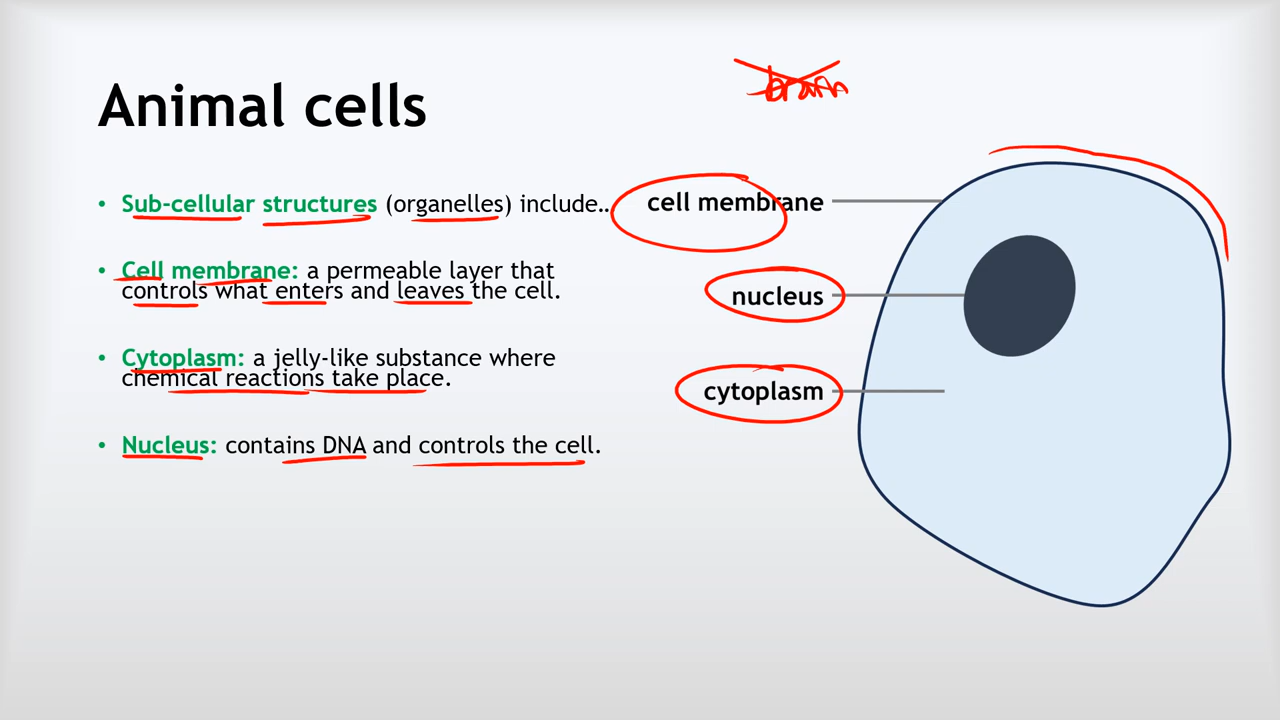 Animal cells
brain
• Sub-cellular structures (organelles) include…
• Cell membrane: a permeable layer that
controls what enters and leaves the cell.
• Cytoplasm: a jelly-like substance where
chemical reactions take place.
• Nucleus: contains DNA and controls the cell.
cell membrane
nucleus
cytoplasm